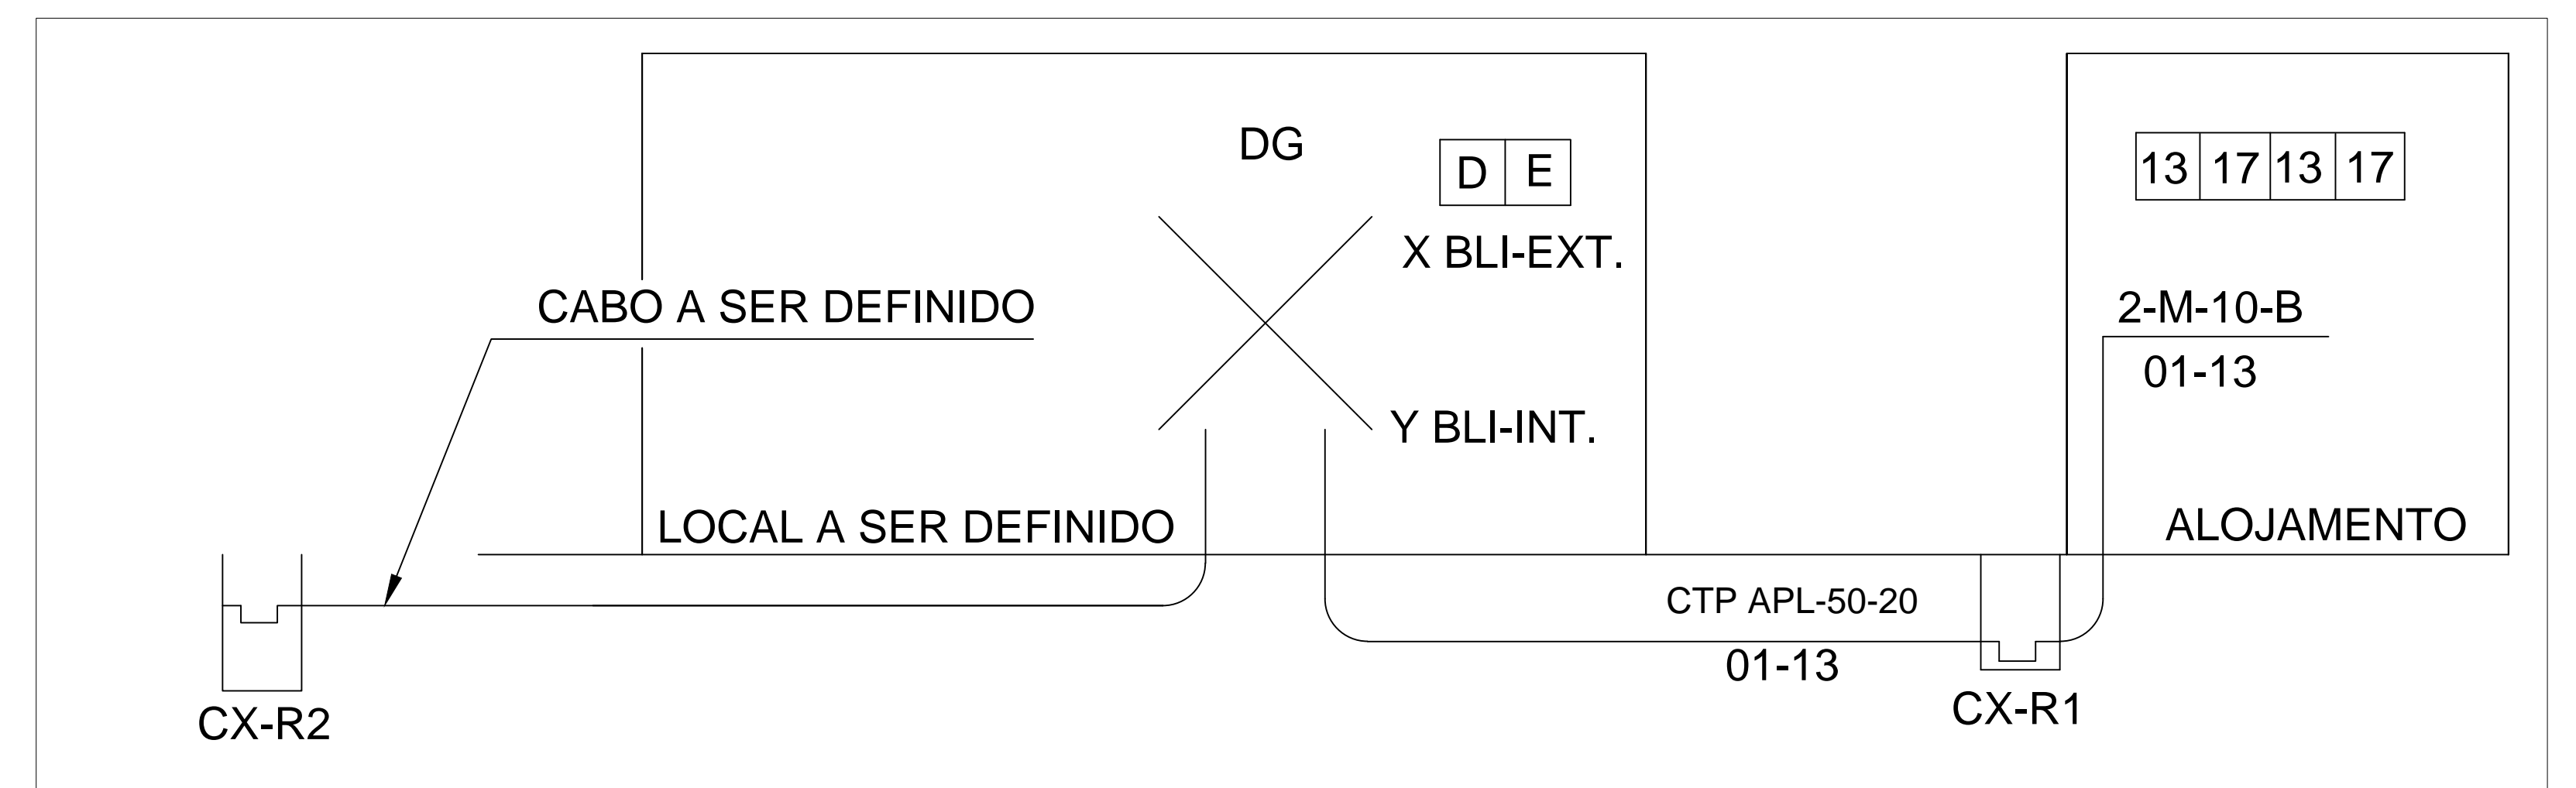 DG
D E
13 17 13 17
X BLI-EXT.
CABO A SER DEFINIDO
2-M-10-B
01-13
Y BLI-INT.
LOCAL A SER DEFINIDO
ALOJAMENTO
CTP APL-50-20
01-13
CX-R2
CX-R1